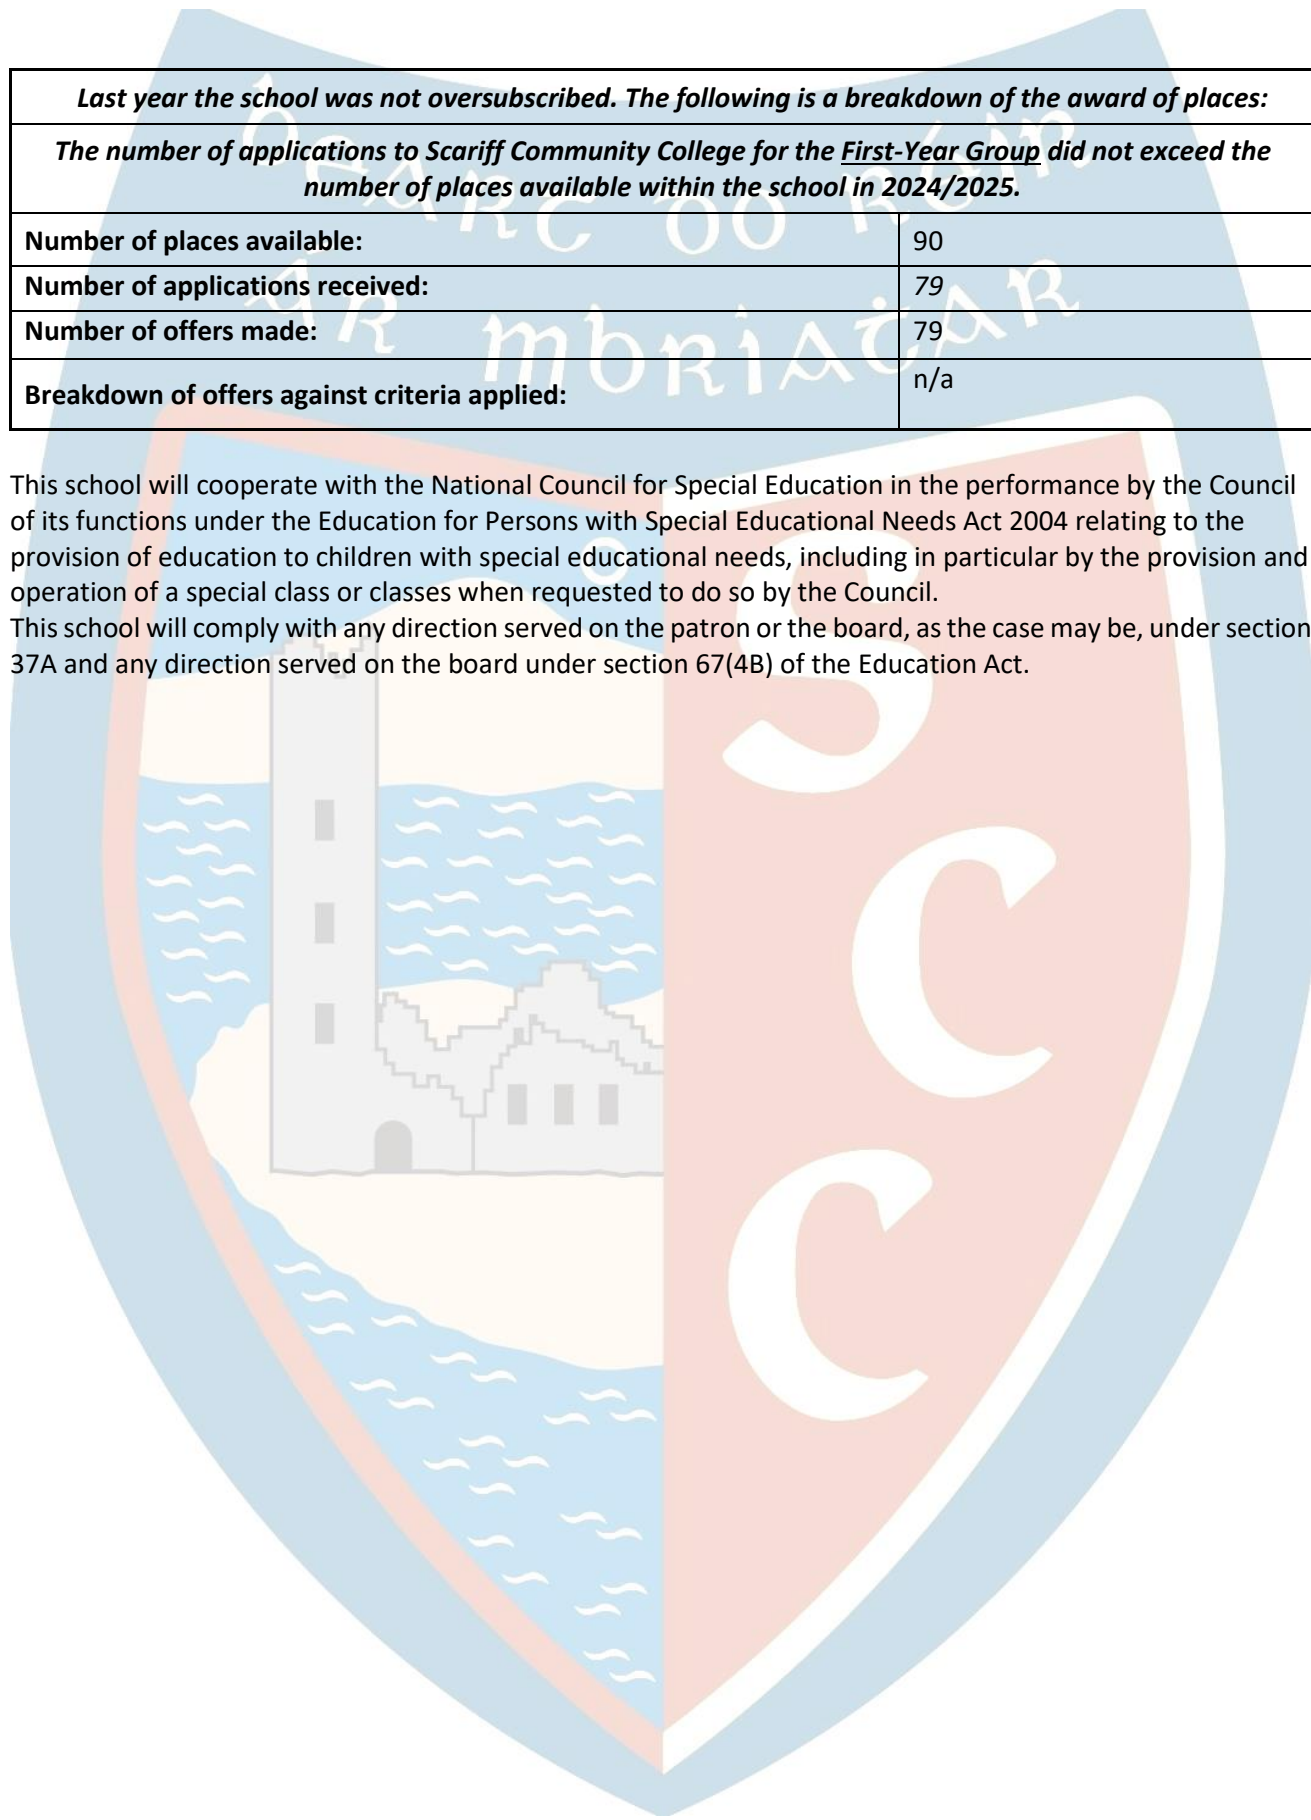 Last year the school was not oversubscribed. The following is a breakdown of the award of places:
The number of applications to Scariff Community College for the First-Year Group did not exceed the
number of places available within the school in 2024/2025.
Number of places available: 90
Number of applications received: 79
Number of offers made: 79
Breakdown of offers against criteria applied: n/a
This school will cooperate with the National Council for Special Education in the performance by the Council
of its functions under the Education for Persons with Special Educational Needs Act 2004 relating to the
provision of education to children with special educational needs, including in particular by the provision and
operation of a special class or classes when requested to do so by the Council.
This school will comply with any direction served on the patron or the board, as the case may be, under section
37A and any direction served on the board under section 67(4B) of the Education Act.
beart do réir
ár mbriaṫar
S
C
C